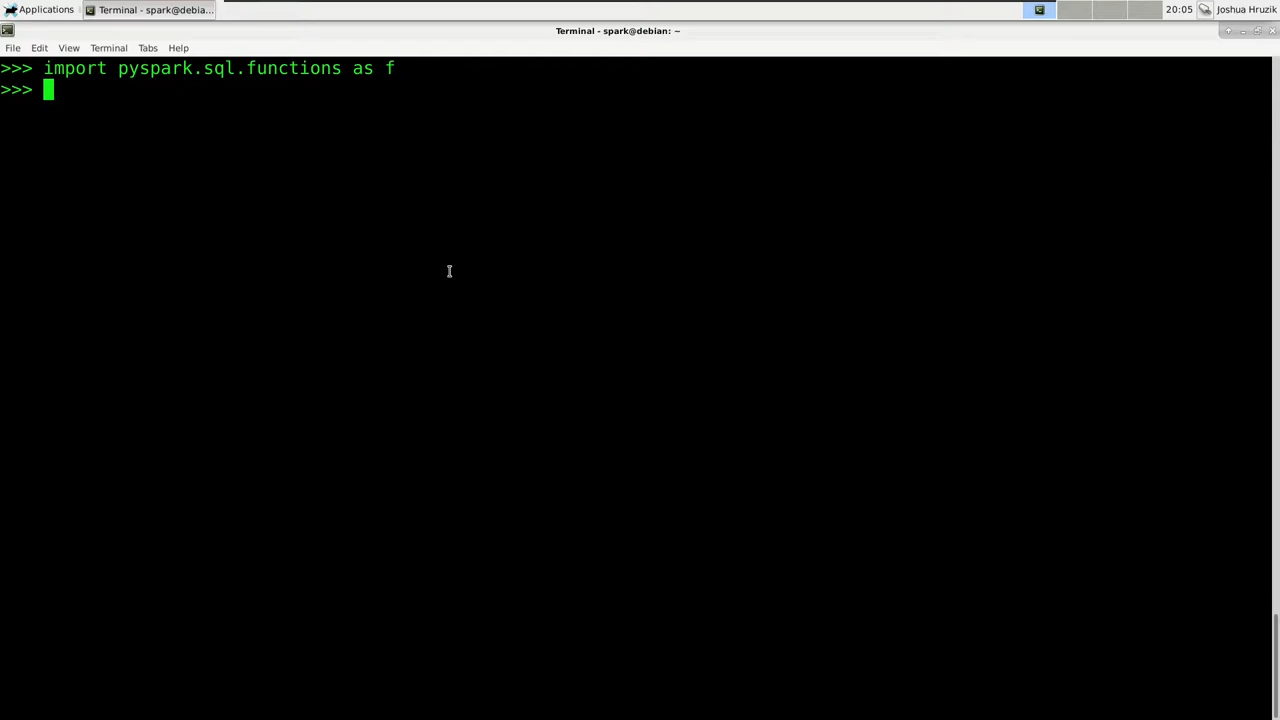 Applications
Terminal - spark@debia...
20:05
Joshua Hruzik
Terminal - spark@debian: ~
File Edit View Terminal Tabs Help
>>> import pyspark.sql.functions as f
>>>